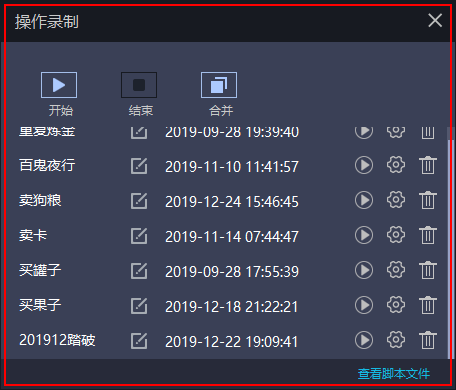 操作录制
开始 结束 合并
重复炼金 2019-09-28 19:39:40
百鬼夜行 2019-11-10 11:41:57
卖狗粮 2019-12-24 15:46:45
卖卡 2019-11-14 07:44:47
买罐子 2019-09-28 17:55:39
买果子 2019-12-18 21:22:21
201912踏破 2019-12-22 19:09:41
查看脚本文件